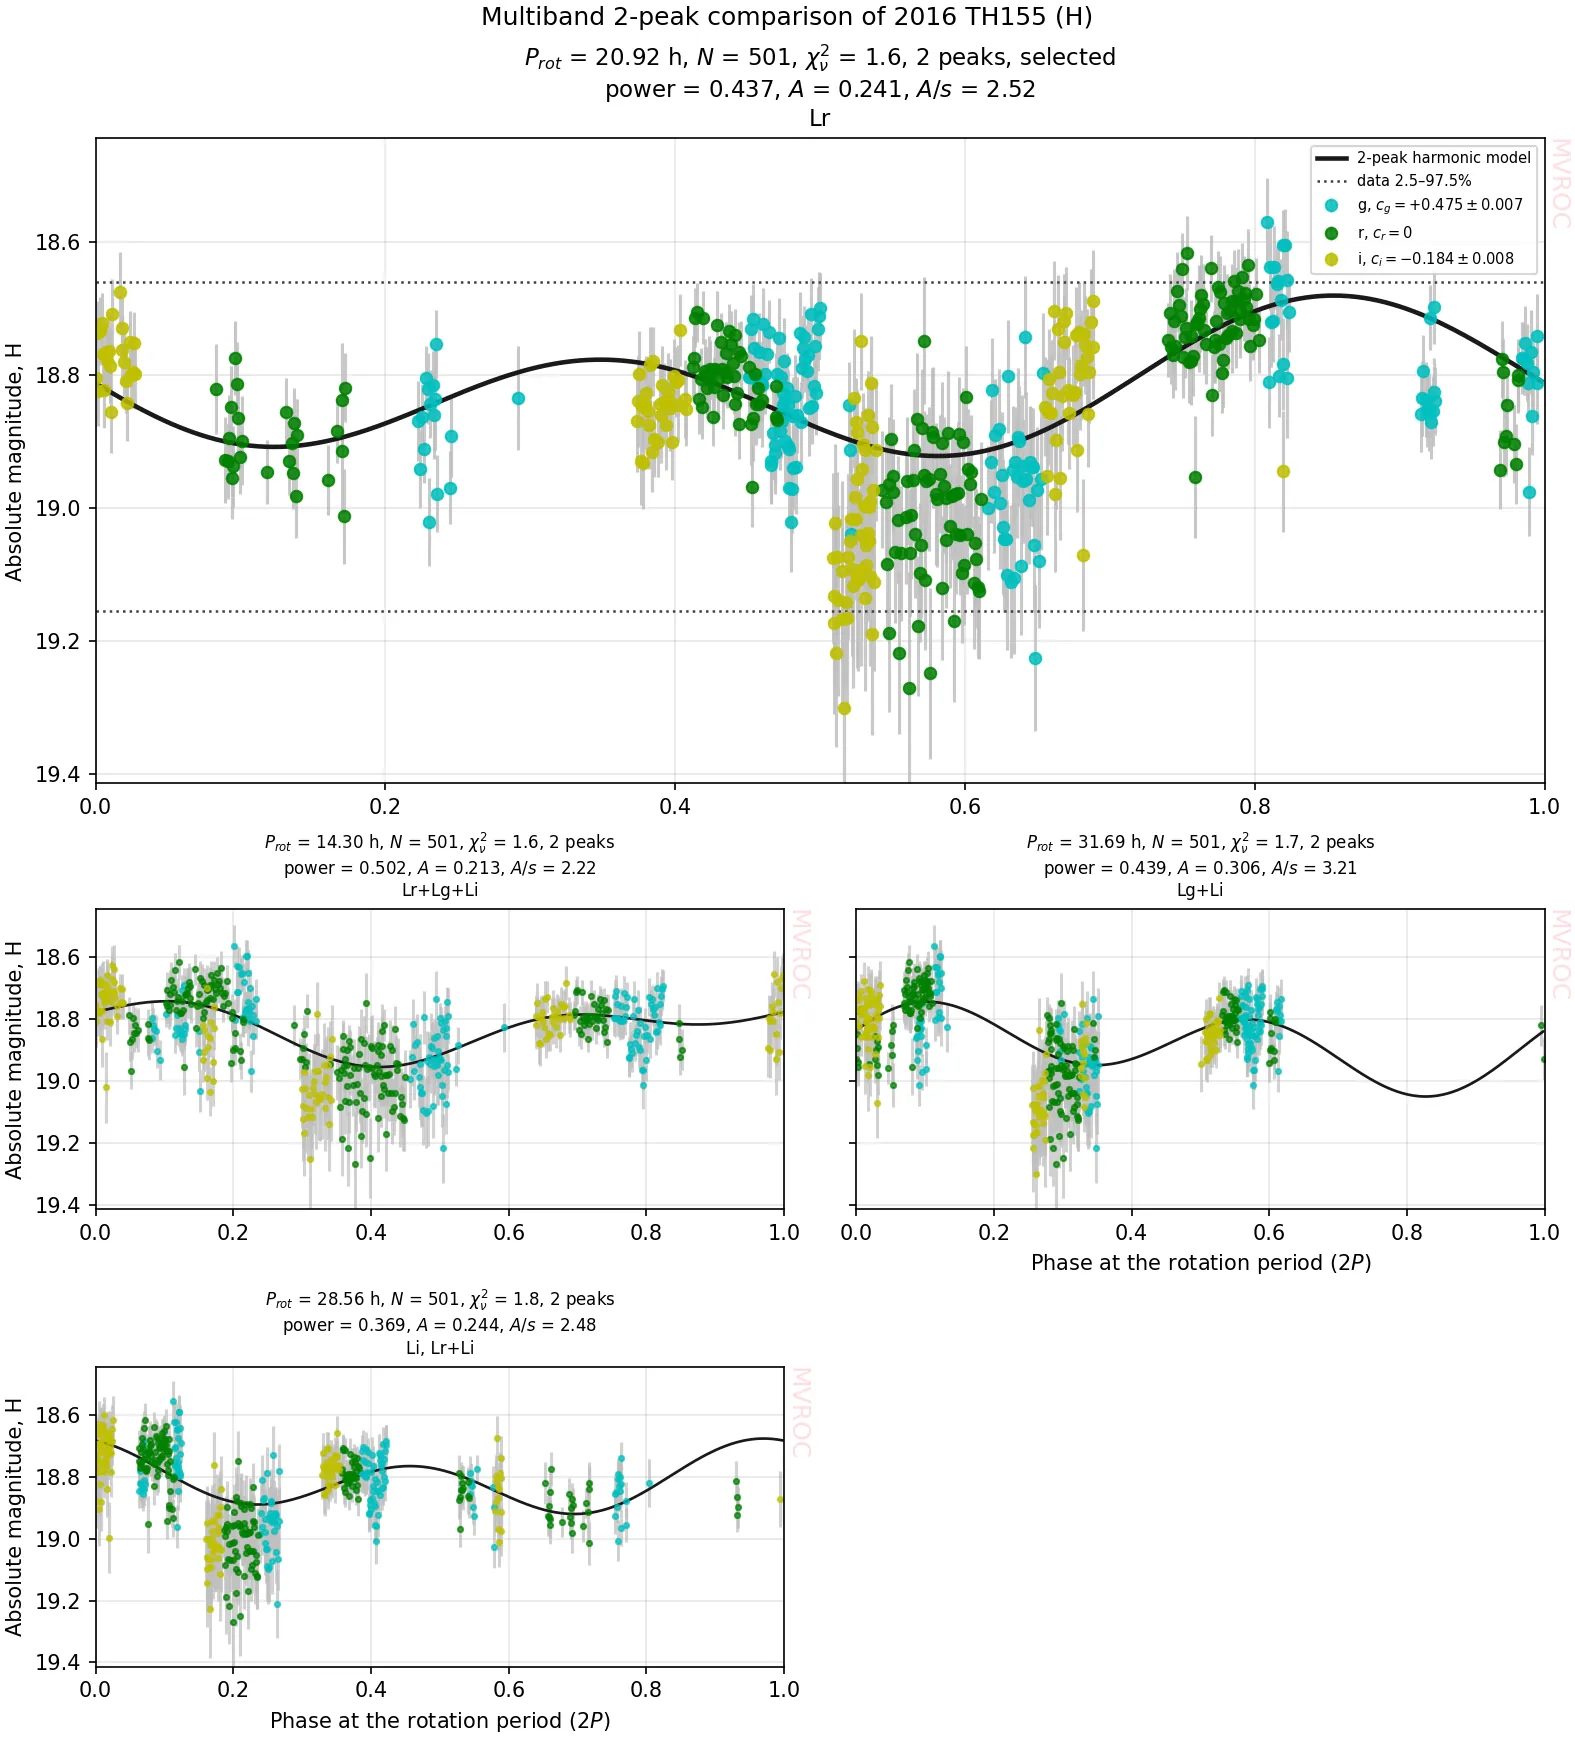 Multiband 2-peak comparison of 2016 TH155 (H)
P_rot = 20.92 h, N = 501, χ²_ν = 1.6, 2 peaks, selected
power = 0.437, A = 0.241, A/s = 2.52
Lr
2-peak harmonic model
data 2.5–97.5%
g, c_g = +0.475 ± 0.007
r, c_r = 0
i, c_i = −0.184 ± 0.008
MVROC
Absolute magnitude, H
18.6
18.8
19.0
19.2
19.4
0.0 0.2 0.4 0.6 0.8 1.0
P_rot = 14.30 h, N = 501, χ²_ν = 1.6, 2 peaks
power = 0.502, A = 0.213, A/s = 2.22
Lr+Lg+Li
MVROC
Absolute magnitude, H
18.6
18.8
19.0
19.2
19.4
0.0 0.2 0.4 0.6 0.8 1.0
P_rot = 31.69 h, N = 501, χ²_ν = 1.7, 2 peaks
power = 0.439, A = 0.306, A/s = 3.21
Lg+Li
MVROC
0.0 0.2 0.4 0.6 0.8 1.0
Phase at the rotation period (2P)
P_rot = 28.56 h, N = 501, χ²_ν = 1.8, 2 peaks
power = 0.369, A = 0.244, A/s = 2.48
Li, Lr+Li
MVROC
Absolute magnitude, H
18.6
18.8
19.0
19.2
19.4
0.0 0.2 0.4 0.6 0.8 1.0
Phase at the rotation period (2P)